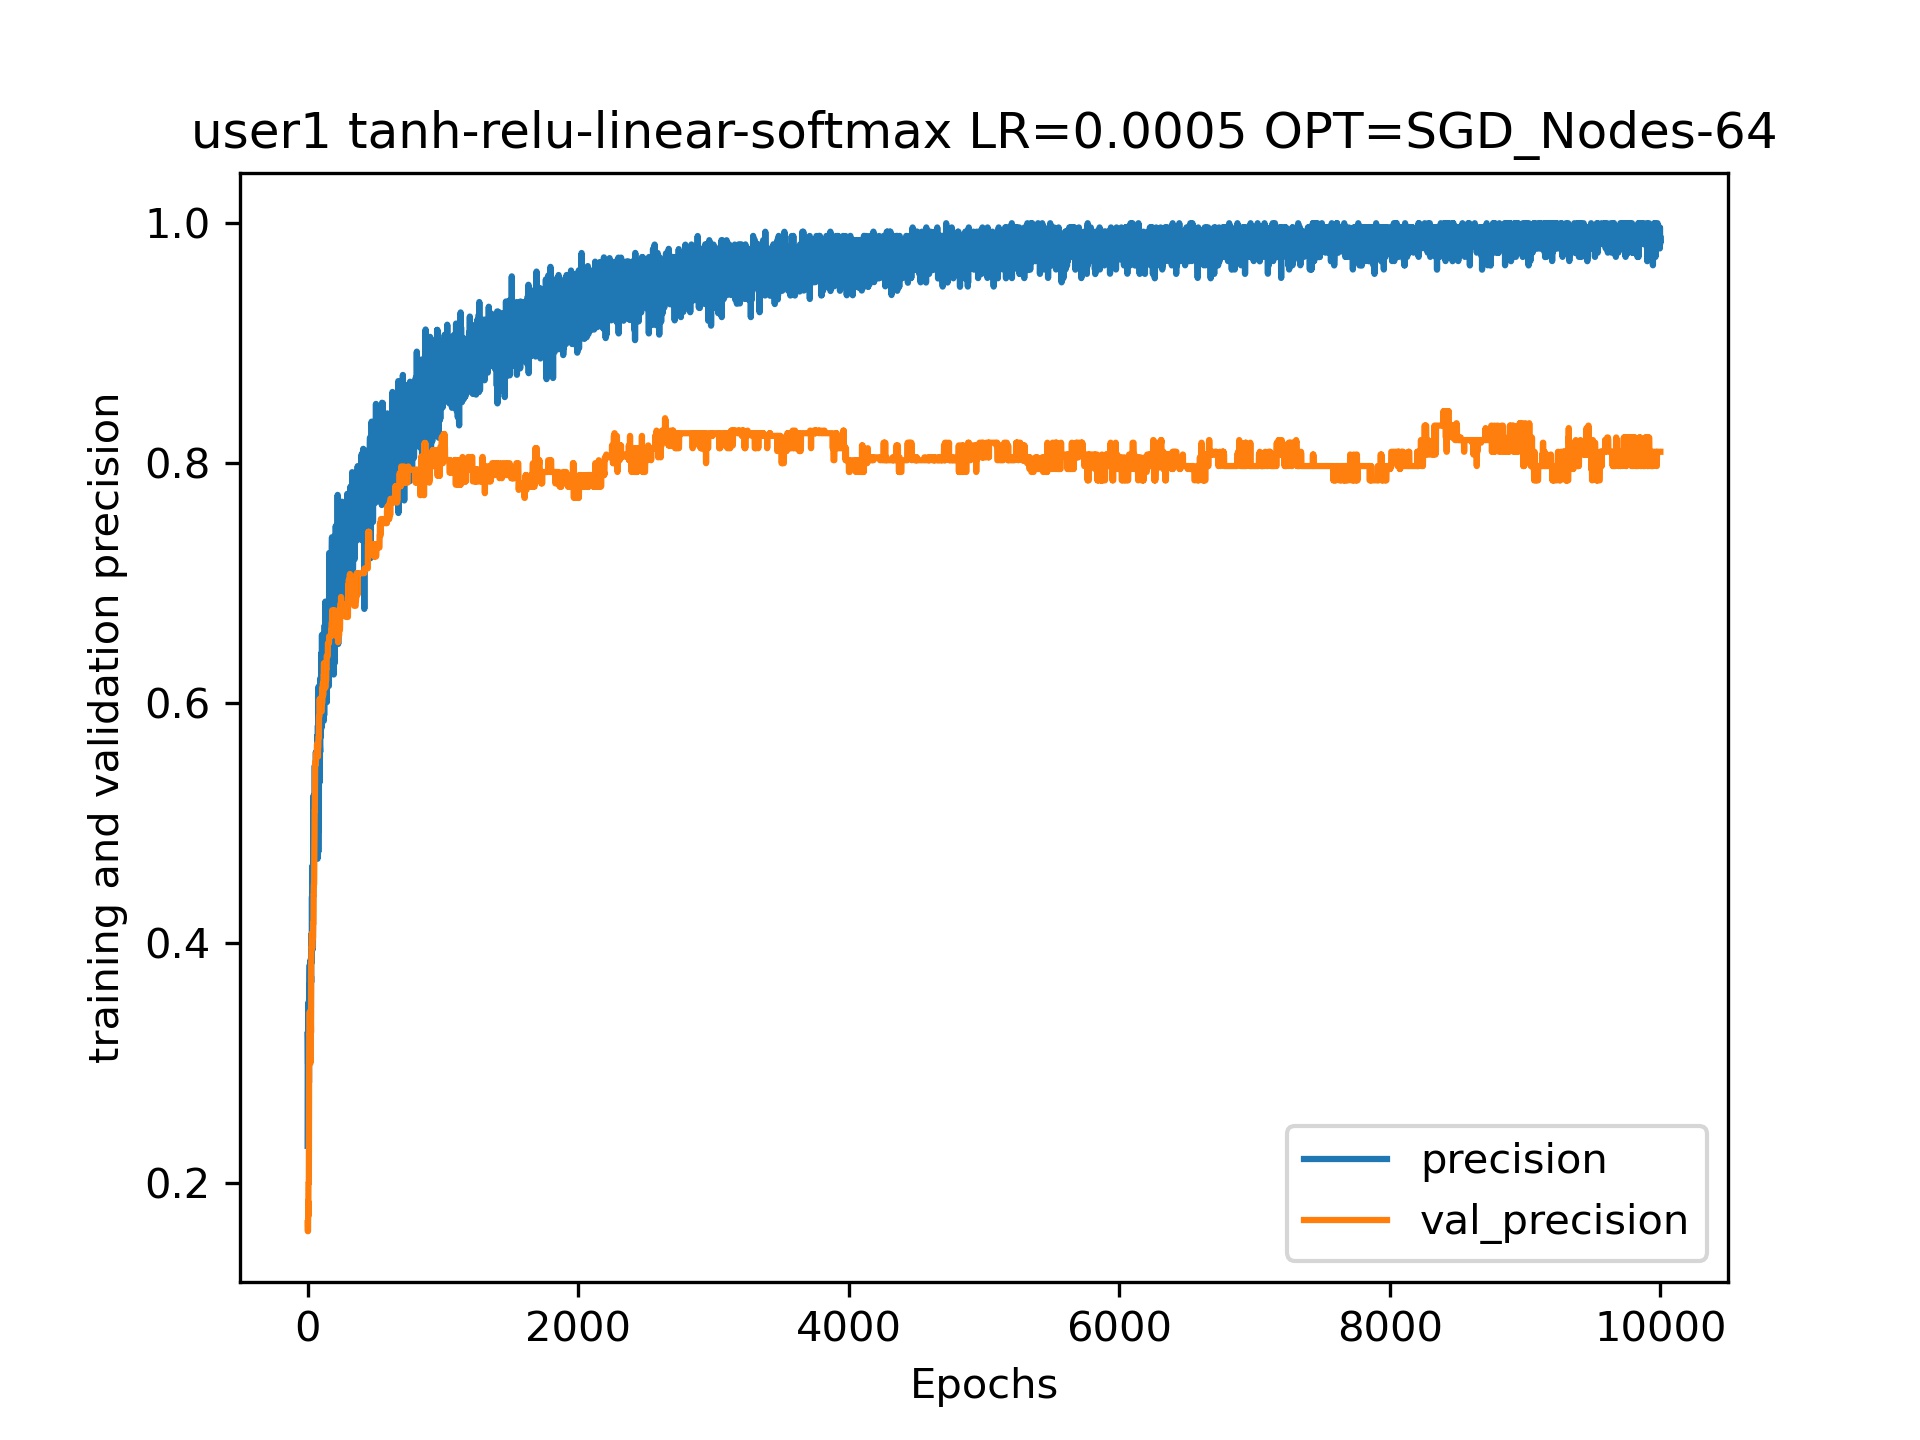 user1 tanh-relu-linear-softmax LR=0.0005 OPT=SGD_Nodes-64
training and validation precision
1.0
0.8
0.6
0.4
0.2
precision
val_precision
0 2000 4000 6000 8000 10000
Epochs